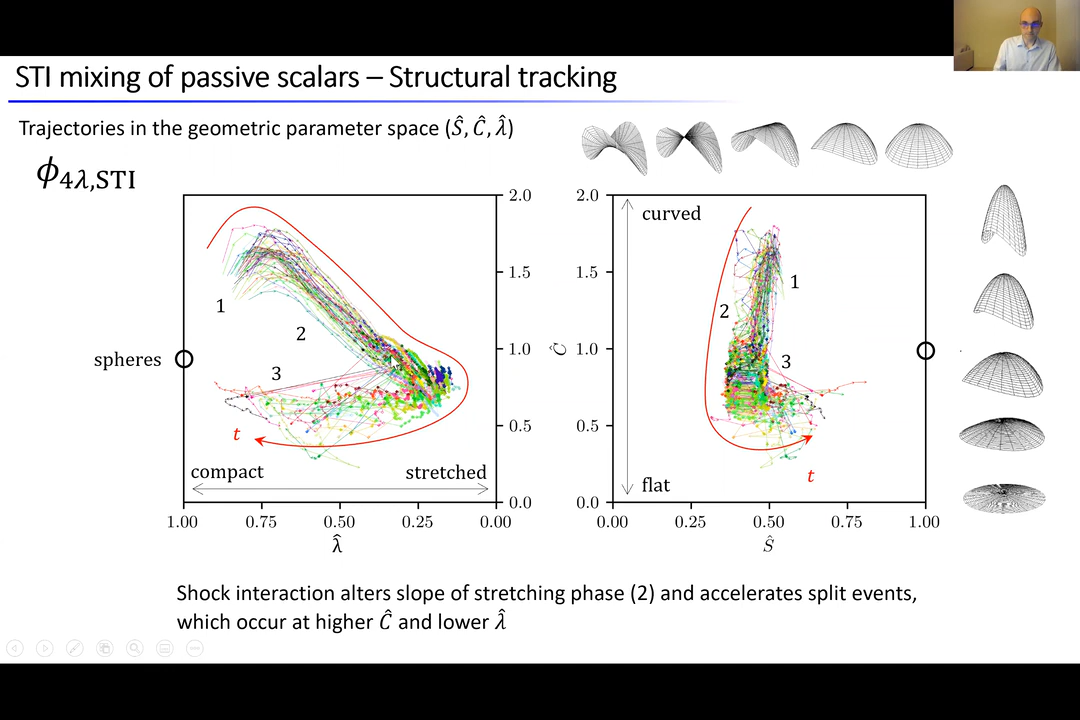 STI mixing of passive scalars – Structural tracking
Trajectories in the geometric parameter space (Ŝ, Ĉ, λ̂)
ϕ4λ,STI
2.0
1.5
1.0
0.5
0.0
1
2
3
spheres
t
compact
stretched
1.00
0.75
0.50
0.25
0.00
λ̂
2.0
1.5
1.0
0.5
0.0
Ĉ
curved
1
2
3
t
flat
0.00
0.25
0.50
0.75
1.00
Ŝ
Shock interaction alters slope of stretching phase (2) and accelerates split events,
which occur at higher Ĉ and lower λ̂